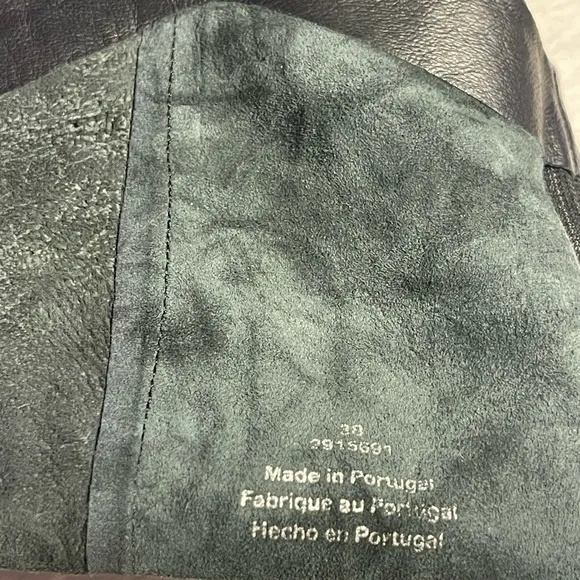 38
2915691
Made in Portugal
Fabrique au Portugal
Hecho en Portugal